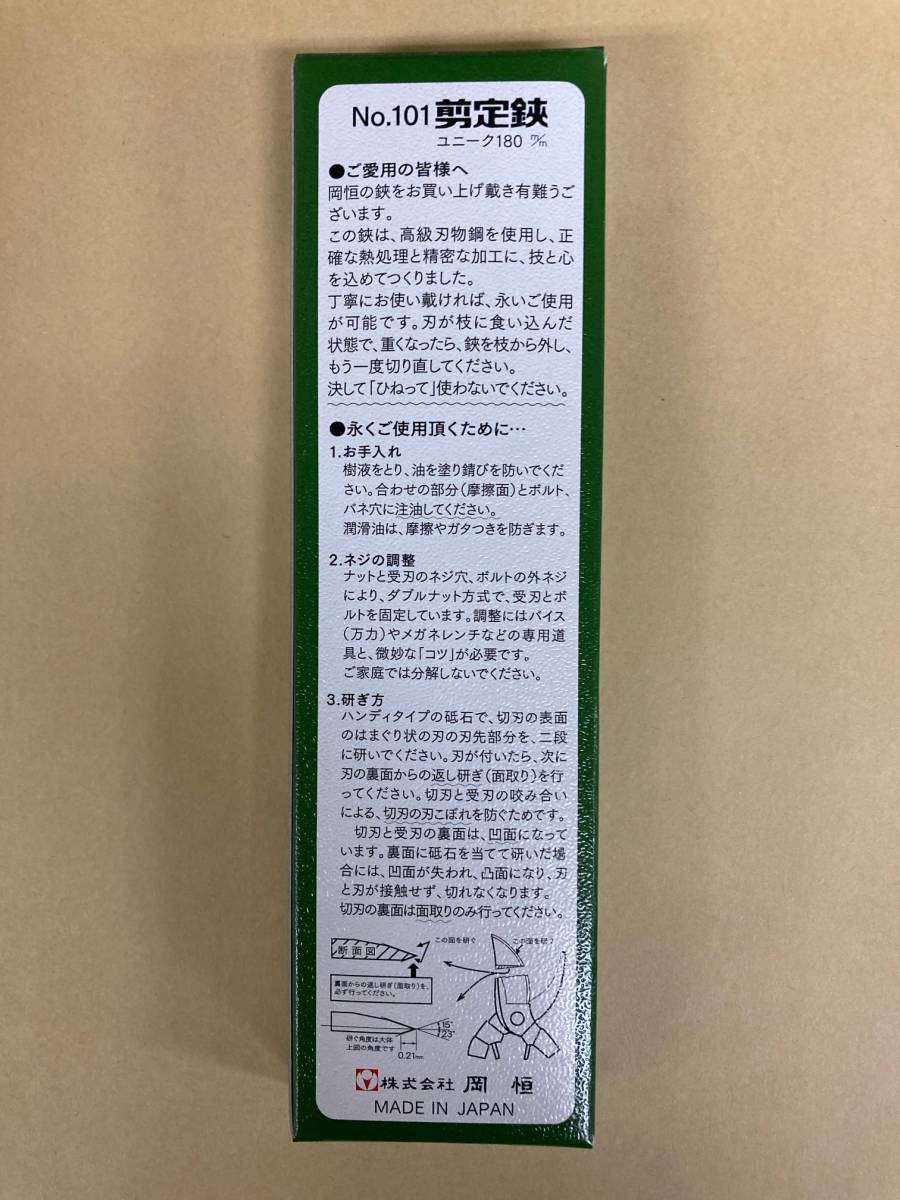 No.101 剪定鋏
ユニーク180 m/m
●ご愛用の皆様へ
岡恒の鋏をお買い上げ戴き有難うご
ざいます。
この鋏は、高級刃物鋼を使用し、正
確な熱処理と精密な加工に、技と心
を込めてつくりました。
丁寧にお使い戴ければ、永いご使用
が可能です。刃が枝に食い込んだ
状態で、重くなったら、鋏を枝から外し、
もう一度切り直してください。
決して「ひねって」使わないでください。
●永くご使用頂くために…
1.お手入れ
樹液をとり、油を塗り錆びを防いでくだ
さい。合わせの部分(摩擦面)とボルト、
バネ穴に注油してください。
潤滑油は、摩擦やガタつきを防ぎます。
2.ネジの調整
ナットと受刃のネジ穴、ボルトの外ネジ
により、ダブルナット方式で、受刃とボ
ルトを固定しています。調整にはバイス
(万力)やメガネレンチなどの専用道
具と、微妙な「コツ」が必要です。
ご家庭では分解しないでください。
3.研ぎ方
ハンディタイプの砥石で、切刃の表面
のはまぐり状の刃の刃先部分を、二段
に研いでください。刃が付いたら、次に
刃の裏面からの返し研ぎ(面取り)を行
ってください。切刃と受刃の咬み合い
による、切刃の刃こぼれを防ぐためです。
切刃と受刃の裏面は、凹面になって
います。裏面に砥石を当てて研いだ場
合には、凹面が失われ、凸面になり、刃
と刃が接触せず、切れなくなります。
切刃の裏面は面取りのみ行ってください。
断面図
この面を研ぐ
この面を研ぐ
裏面からの返し研ぎ(面取り)を、
必ず行ってください。
15°
23°
研ぐ角度は大体
上図の角度です
0.21mm
株式会社 岡恒
MADE IN JAPAN